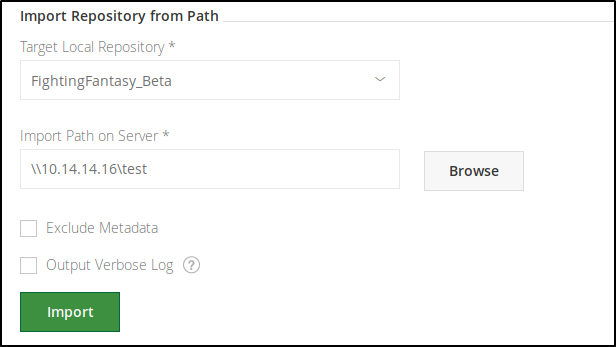 Import Repository from Path
Target Local Repository *
FightingFantasy_Beta
Import Path on Server *
\\10.14.14.16\test
Browse
Exclude Metadata
Output Verbose Log ?
Import